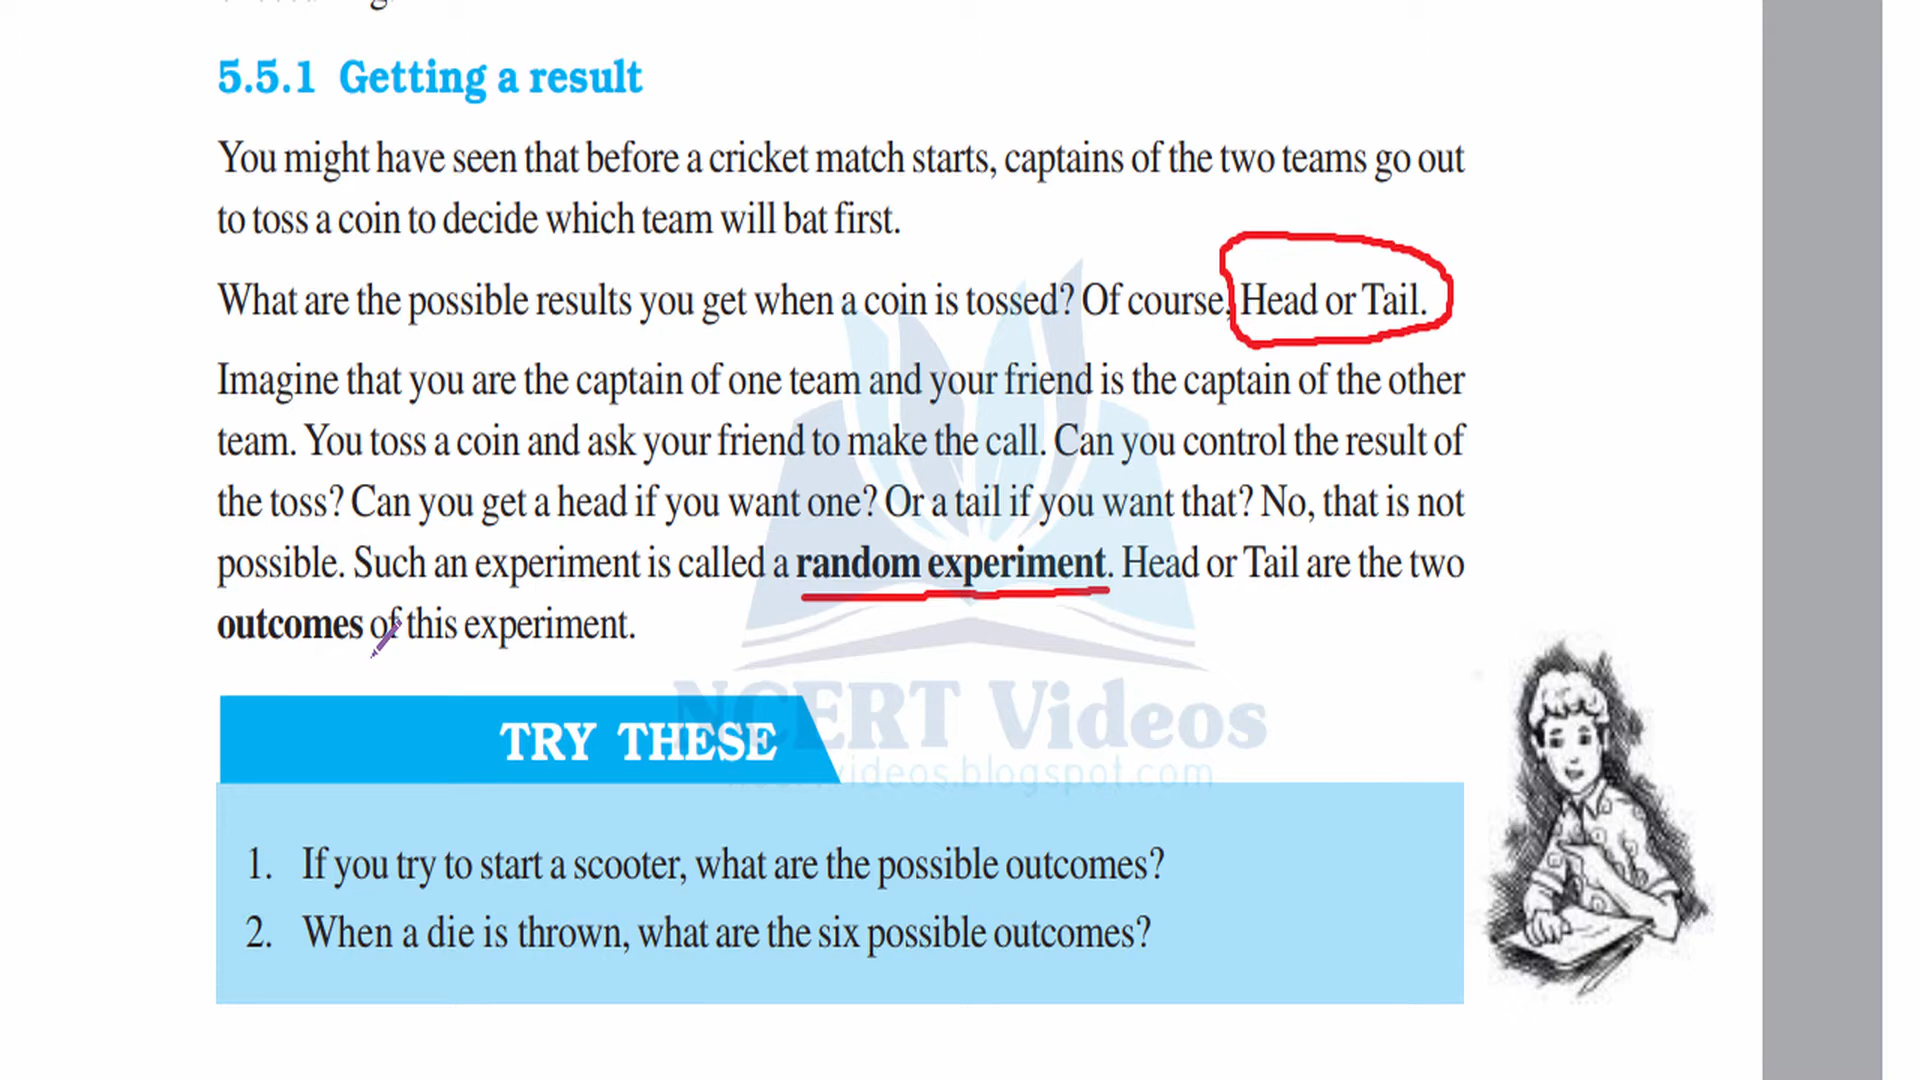 5.5.1 Getting a result
You might have seen that before a cricket match starts, captains of the two teams go out
to toss a coin to decide which team will bat first.
What are the possible results you get when a coin is tossed? Of course, Head or Tail.
Imagine that you are the captain of one team and your friend is the captain of the other
team. You toss a coin and ask your friend to make the call. Can you control the result of
the toss? Can you get a head if you want one? Or a tail if you want that? No, that is not
possible. Such an experiment is called a random experiment. Head or Tail are the two
outcomes of this experiment.
NCERT Videos
videos.blogspot.com
TRY THESE
1. If you try to start a scooter, what are the possible outcomes?
2. When a die is thrown, what are the six possible outcomes?